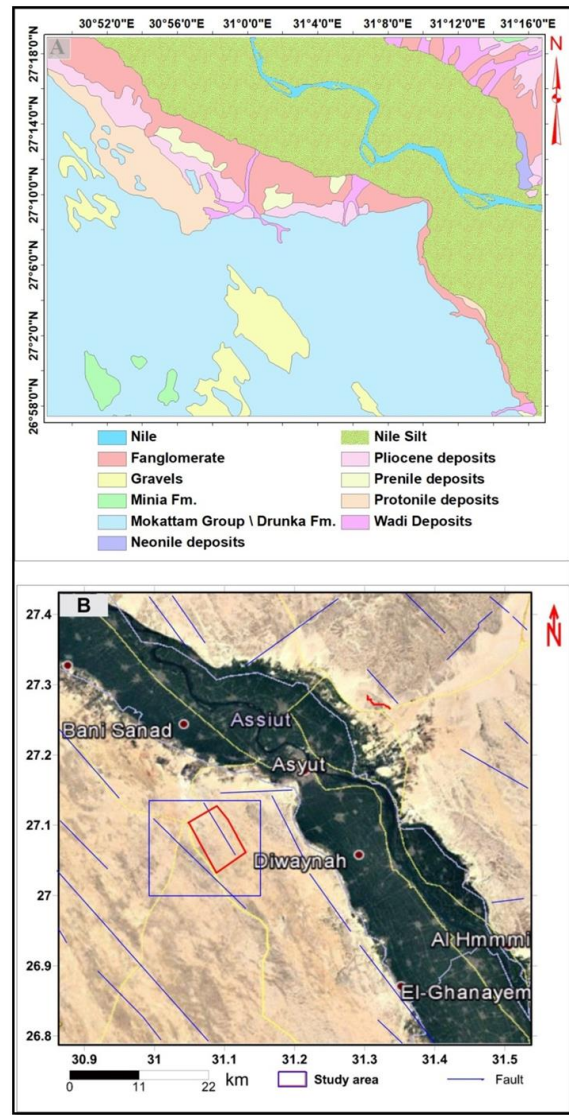 30°52'0"E 30°56'0"E 31°0'0"E 31°4'0"E 31°8'0"E 31°12'0"E 31°16'0"E
A
N
27°18'0"N
27°14'0"N
27°10'0"N
27°6'0"N
27°2'0"N
26°58'0"N
Nile
Fanglomerate
Gravels
Minia Fm.
Mokattam Group \ Drunka Fm.
Neonile deposits
Nile Silt
Pliocene deposits
Prenile deposits
Protonile deposits
Wadi Deposits
B
N
27.4
27.3
27.2
27.1
27
26.9
26.8
Assiut
Bani Sanad
Asyut
Diwaynah
Al Hmmmi
El-Ghanayem
30.9 31 31.1 31.2 31.3 31.4 31.5
0 11 22 km
Study area
Fault